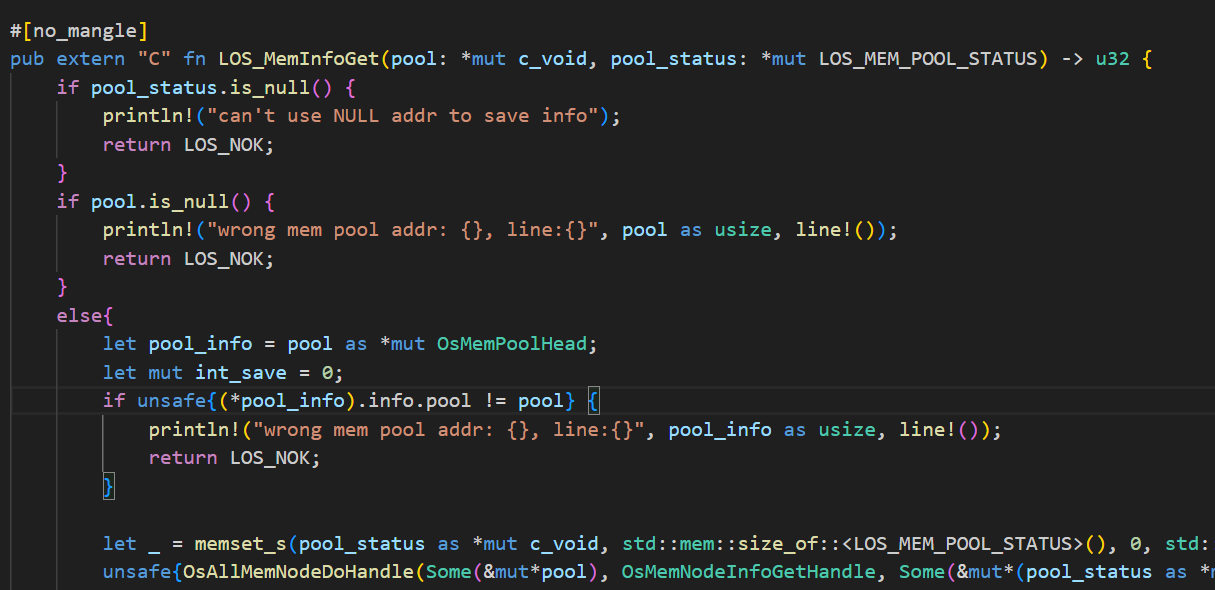 #[no_mangle]
pub extern "C" fn LOS_MemInfoGet(pool: *mut c_void, pool_status: *mut LOS_MEM_POOL_STATUS) -> u32 {
    if pool_status.is_null() {
        println!("can't use NULL addr to save info");
        return LOS_NOK;
    }
    if pool.is_null() {
        println!("wrong mem pool addr: {}, line:{}", pool as usize, line!());
        return LOS_NOK;
    }
    else{
        let pool_info = pool as *mut OsMemPoolHead;
        let mut int_save = 0;
        if unsafe{(*pool_info).info.pool != pool} {
            println!("wrong mem pool addr: {}, line:{}", pool_info as usize, line!());
            return LOS_NOK;
        }
        let _ = memset_s(pool_status as *mut c_void, std::mem::size_of::<LOS_MEM_POOL_STATUS>(), 0, std:
        unsafe{OsAllMemNodeDoHandle(Some(&mut*pool), OsMemNodeInfoGetHandle, Some(&mut*(pool_status as *